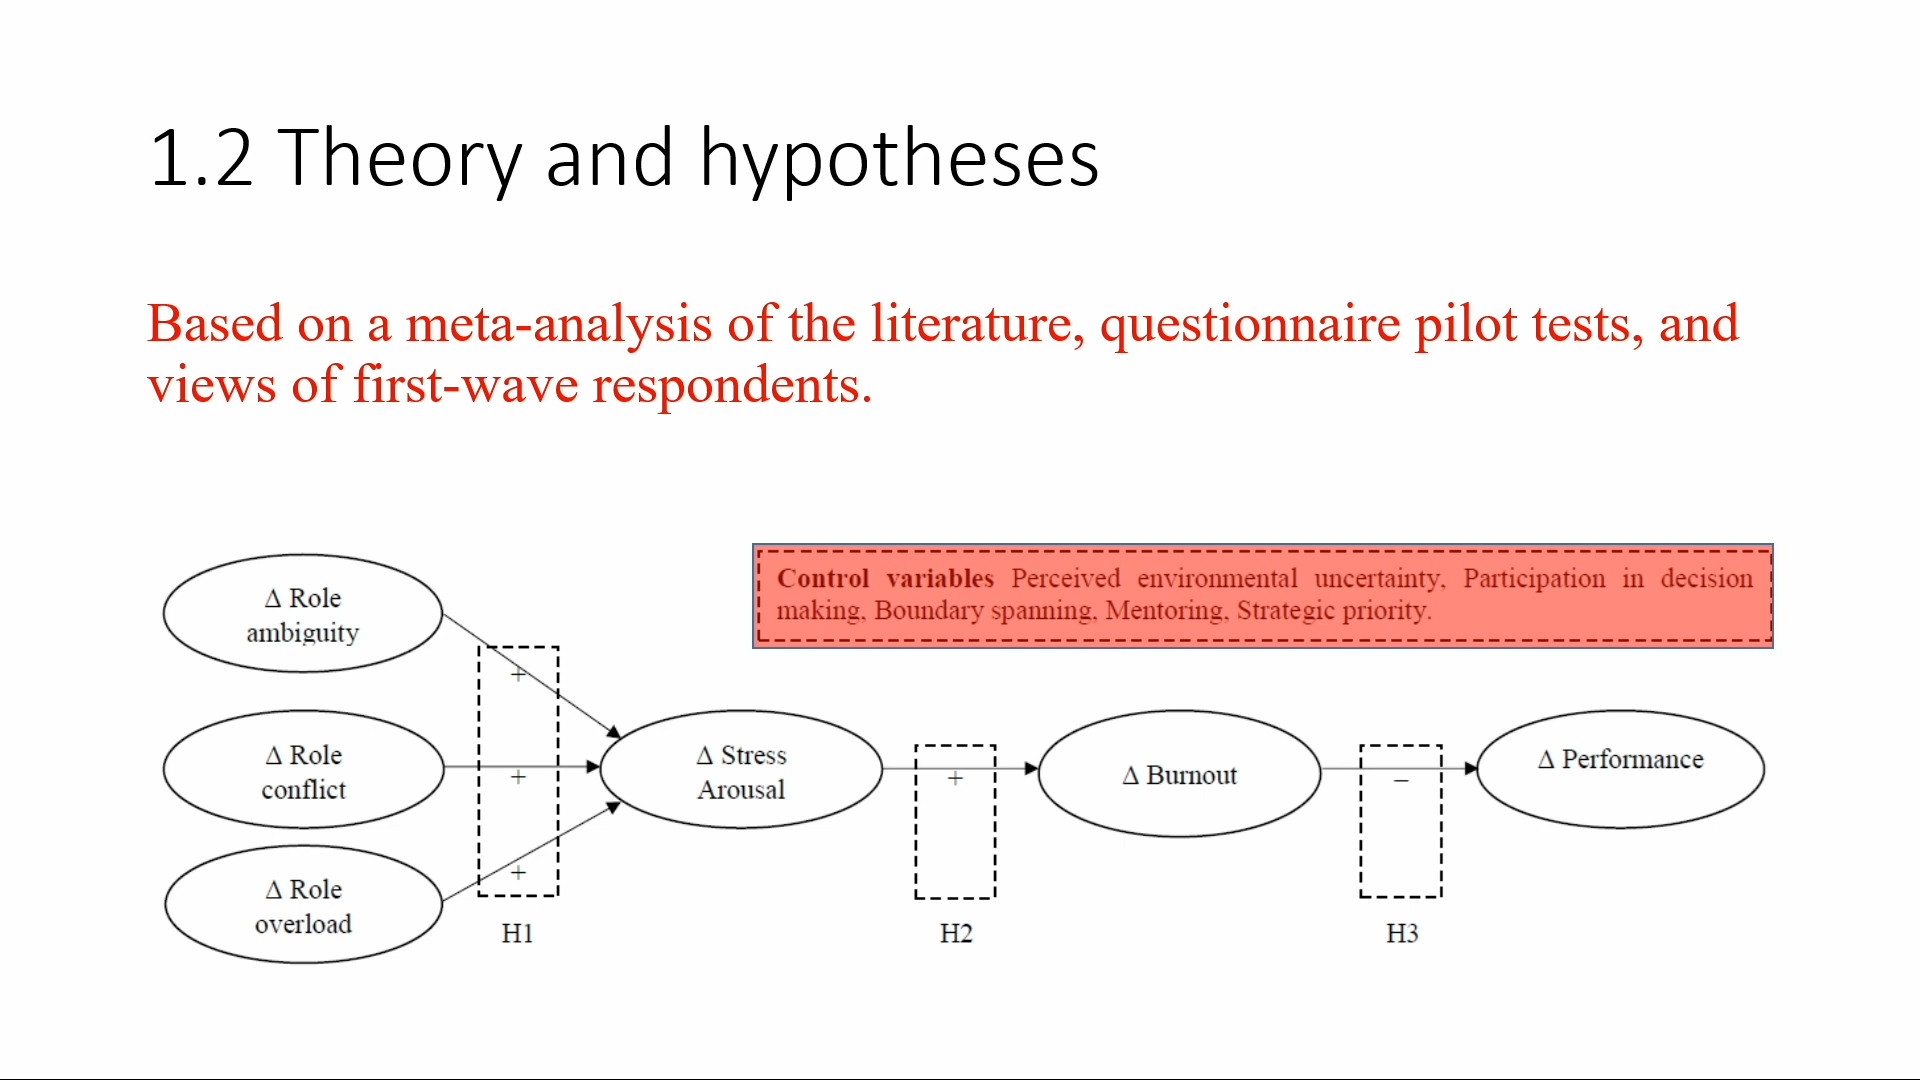 1.2 Theory and hypotheses
Based on a meta-analysis of the literature, questionnaire pilot tests, and
views of first-wave respondents.
Control variables Perceived environmental uncertainty, Participation in decision
making, Boundary spanning, Mentoring, Strategic priority.
Δ Role
ambiguity
+
Δ Role
conflict
+
Δ Stress
Arousal
+
Δ Burnout
–
Δ Performance
Δ Role
overload
+
H1
H2
H3